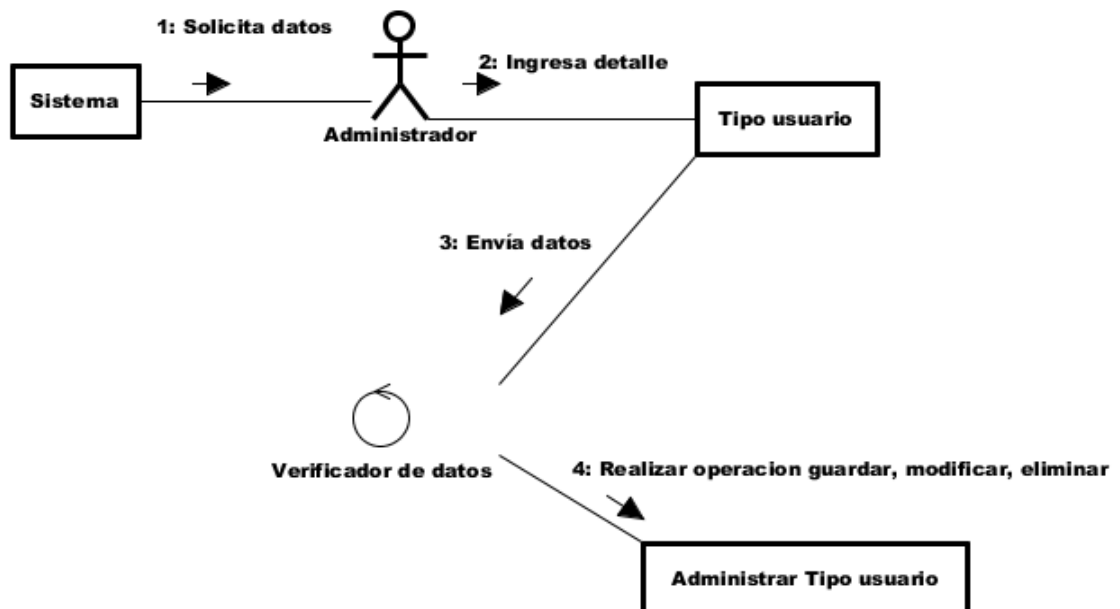 1: Solicita datos
2: Ingresa detalle
Sistema
Administrador
Tipo usuario
3: Envía datos
Verificador de datos
4: Realizar operacion guardar, modificar, eliminar
Administrar Tipo usuario